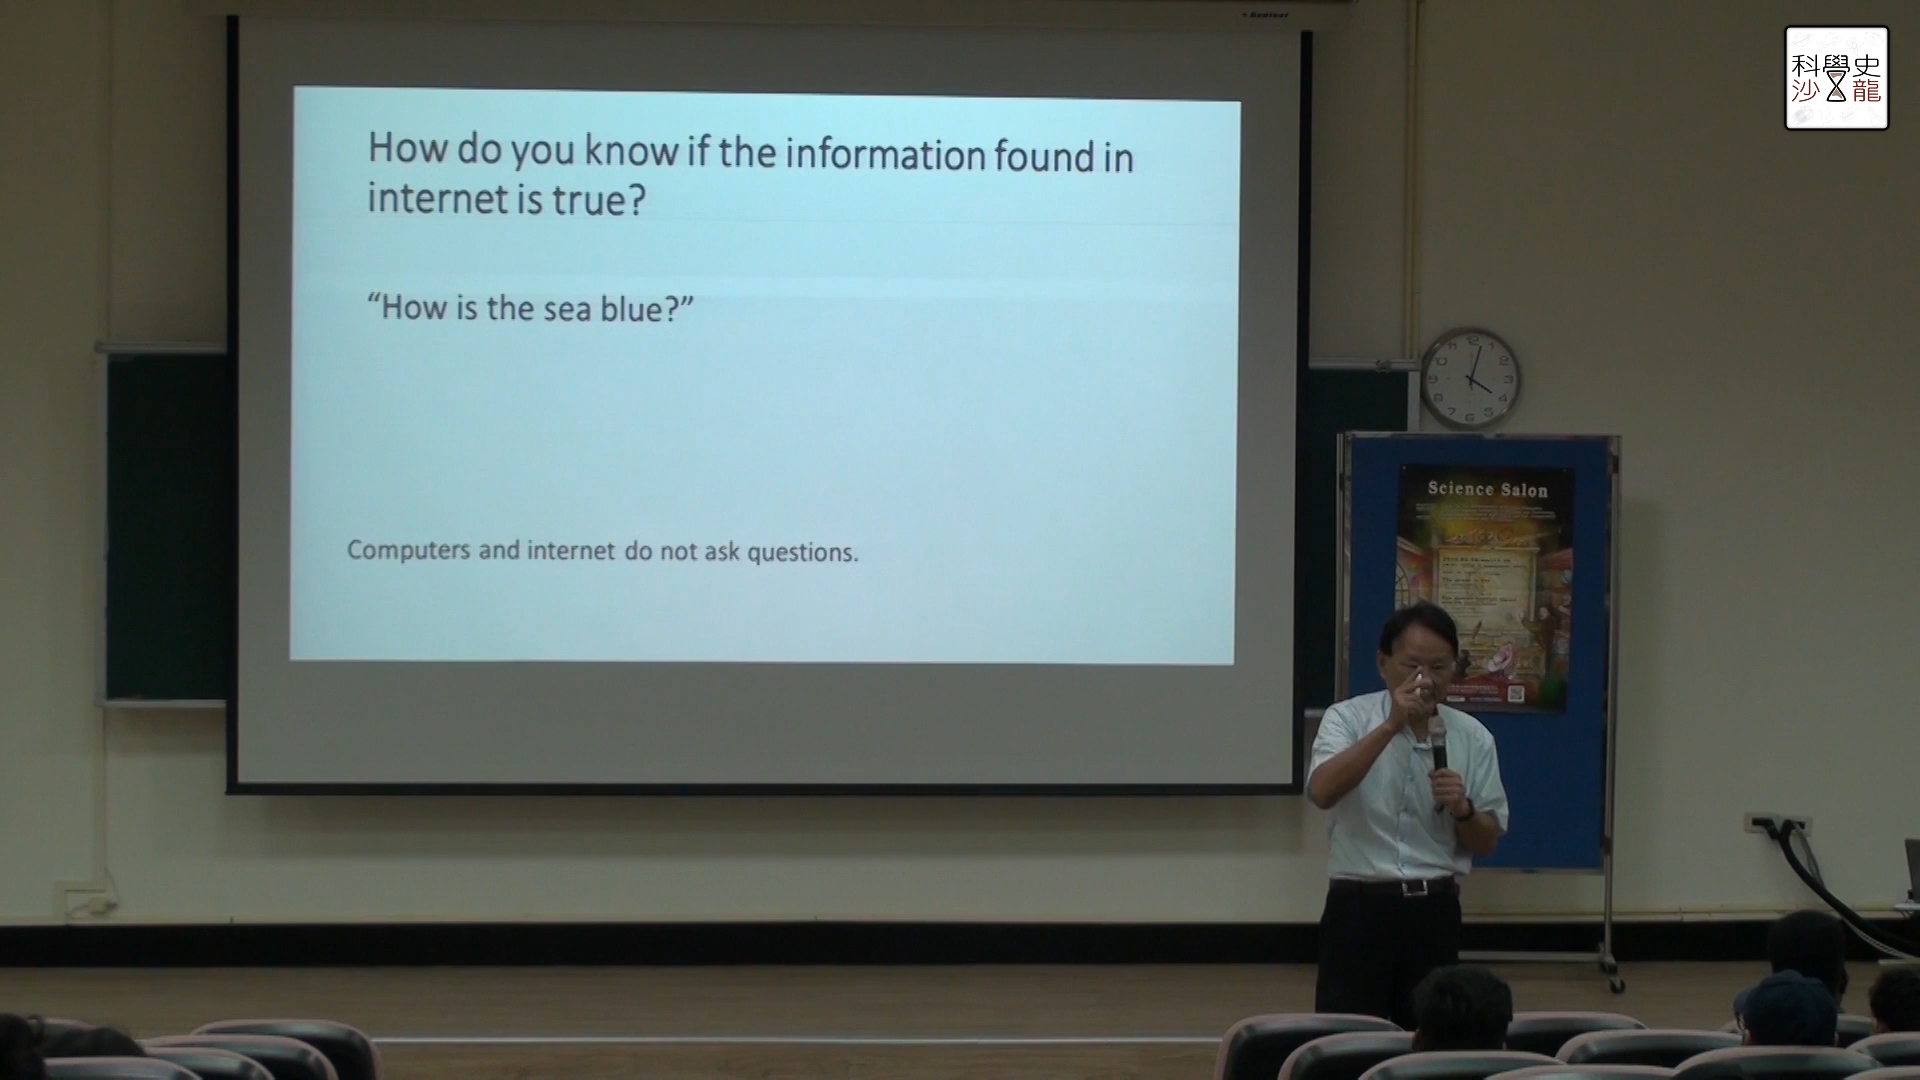 科學史
沙龍
How do you know if the information found in
internet is true?
“How is the sea blue?”
Computers and internet do not ask questions.
Science Salon